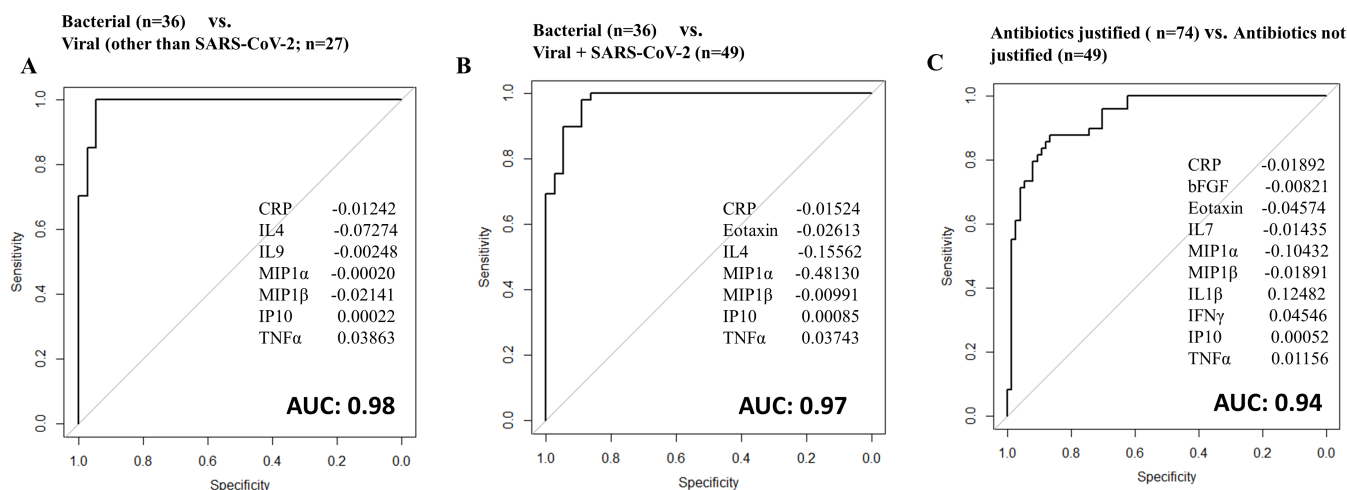 Bacterial (n=36) vs.
Viral (other than SARS-CoV-2; n=27)
A
Sensitivity
1.0
0.8
0.6
0.4
0.2
0.0
CRP -0.01242
IL4 -0.07274
IL9 -0.00248
MIP1α -0.00020
MIP1β -0.02141
IP10 0.00022
TNFα 0.03863
AUC: 0.98
1.0 0.8 0.6 0.4 0.2 0.0
Specificity
Bacterial (n=36) vs.
Viral + SARS-CoV-2 (n=49)
B
Sensitivity
1.0
0.8
0.6
0.4
0.2
0.0
CRP -0.01524
Eotaxin -0.02613
IL4 -0.15562
MIP1α -0.48130
MIP1β -0.00991
IP10 0.00085
TNFα 0.03743
AUC: 0.97
1.0 0.8 0.6 0.4 0.2 0.0
Specificity
Antibiotics justified ( n=74) vs. Antibiotics not
justified (n=49)
C
Sensitivity
1.0
0.8
0.6
0.4
0.2
0.0
CRP -0.01892
bFGF -0.00821
Eotaxin -0.04574
IL7 -0.01435
MIP1α -0.10432
MIP1β -0.01891
IL1β 0.12482
IFNγ 0.04546
IP10 0.00052
TNFα 0.01156
AUC: 0.94
1.0 0.8 0.6 0.4 0.2 0.0
Specificity